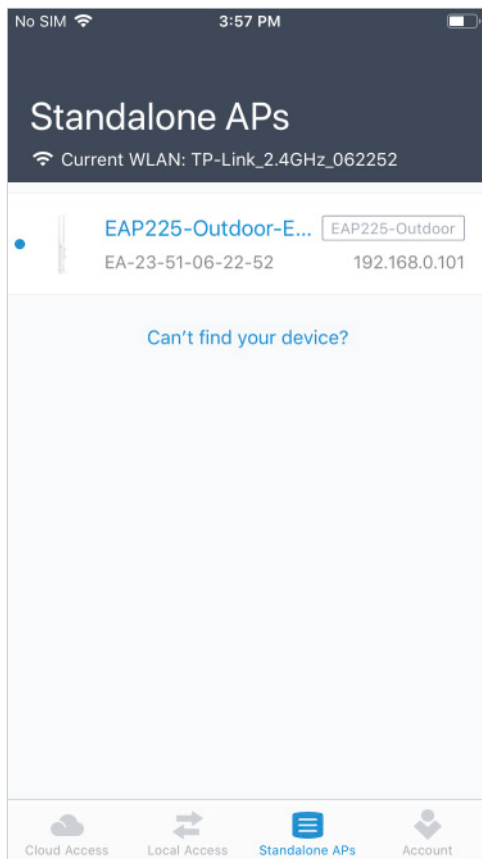 No SIM 3:57 PM
Standalone APs
Current WLAN: TP-Link_2.4GHz_062252
EAP225-Outdoor-E... EAP225-Outdoor
EA-23-51-06-22-52 192.168.0.101
Can't find your device?
Cloud Access Local Access Standalone APs Account